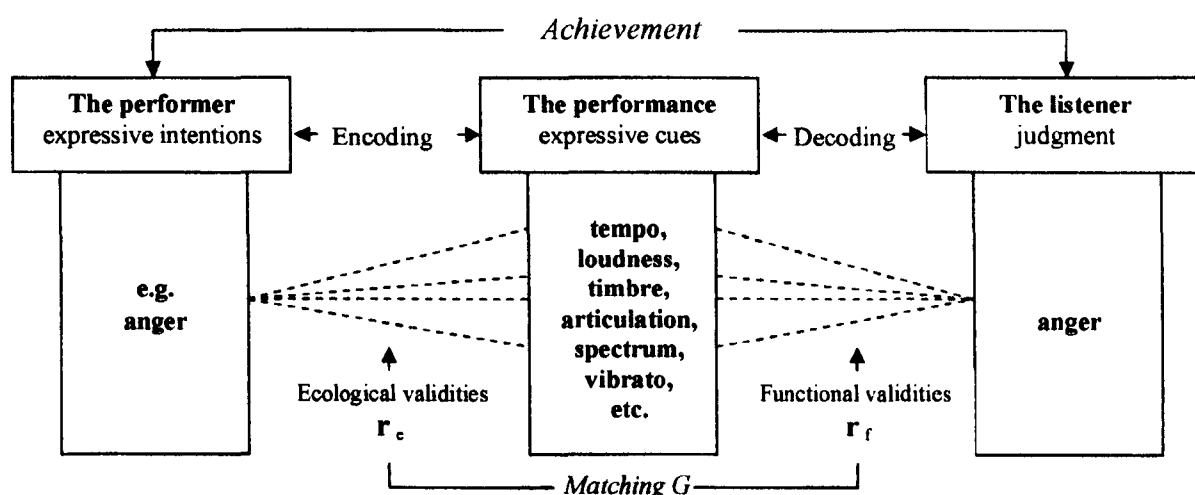 Achievement
The performer
expressive intentions
Encoding
The performance
expressive cues
Decoding
The listener
judgment
e.g.
anger
tempo,
loudness,
timbre,
articulation,
spectrum,
vibrato,
etc.
anger
Ecological validities
r e
Functional validities
r f
Matching G